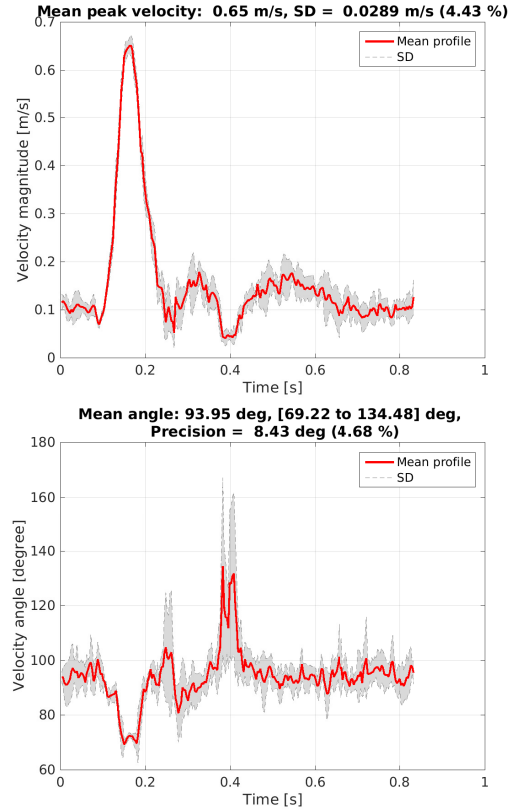 Mean peak velocity:  0.65 m/s, SD =  0.0289 m/s (4.43 %)
0.7
Mean profile
SD
0.6
0.5
0.4
0.3
0.2
0.1
0
Velocity magnitude [m/s]
0 0.2 0.4 0.6 0.8 1
Time [s]
Mean angle: 93.95 deg, [69.22 to 134.48] deg,
Precision =  8.43 deg (4.68 %)
180
Mean profile
SD
160
140
120
100
80
60
Velocity angle [degree]
0 0.2 0.4 0.6 0.8 1
Time [s]